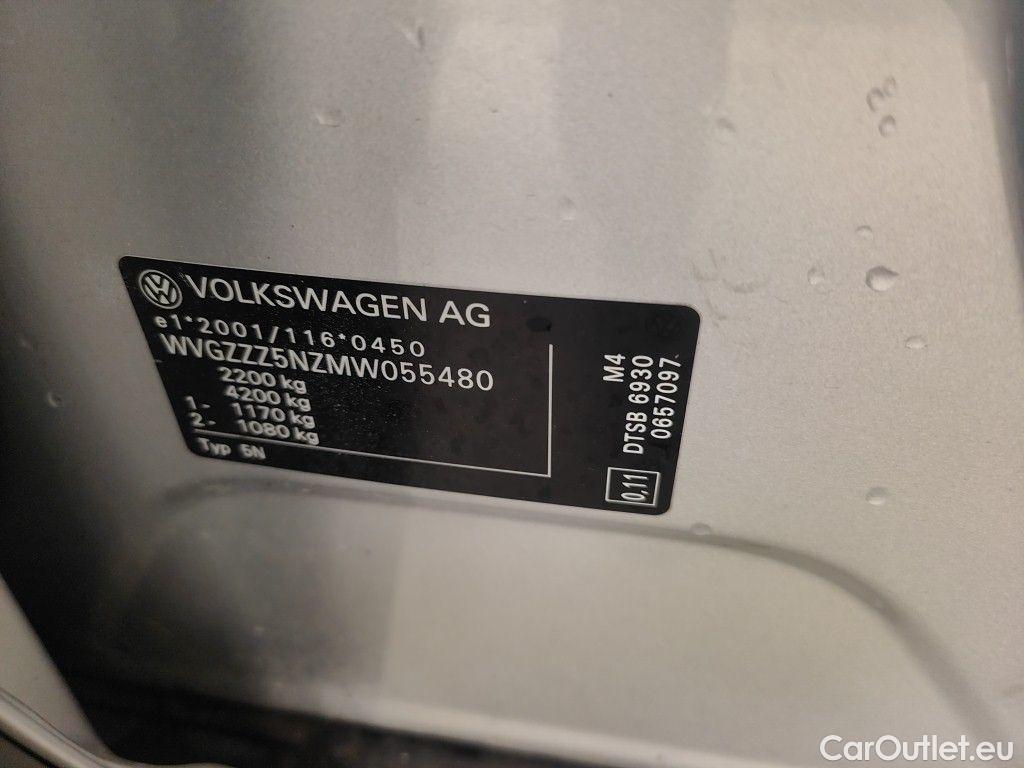 VOLKSWAGEN AG
e1*2001/116*0450
WVGZZZ5NZMW055480
2200 kg
4200 kg
1- 1170 kg
2- 1080 kg
Typ 5N
M4
DTSB 6930
0657097
0,11
CarOutlet.eu